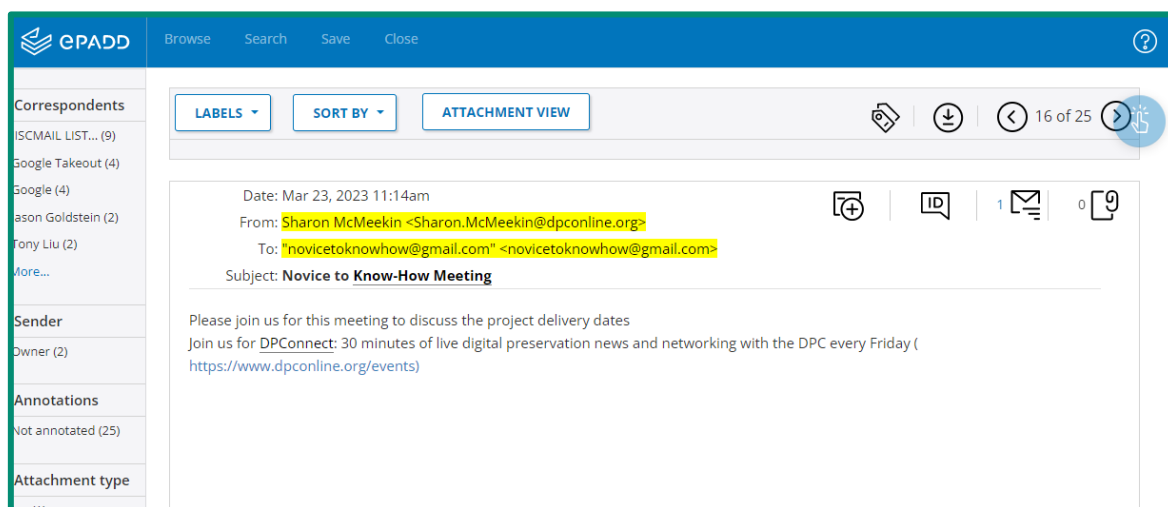 ePADD
Browse Search Save Close
?
Correspondents
ISCMAIL LIST... (9)
Google Takeout (4)
Google (4)
ason Goldstein (2)
Tony Liu (2)
More...
Sender
Owner (2)
Annotations
Not annotated (25)
Attachment type
LABELS SORT BY ATTACHMENT VIEW
16 of 25
Date: Mar 23, 2023 11:14am
ID 1 0
From: Sharon McMeekin <Sharon.McMeekin@dpconline.org>
To: "novicetoknowhow@gmail.com" <novicetoknowhow@gmail.com>
Subject: Novice to Know-How Meeting
Please join us for this meeting to discuss the project delivery dates
Join us for DPConnect: 30 minutes of live digital preservation news and networking with the DPC every Friday (
https://www.dpconline.org/events)